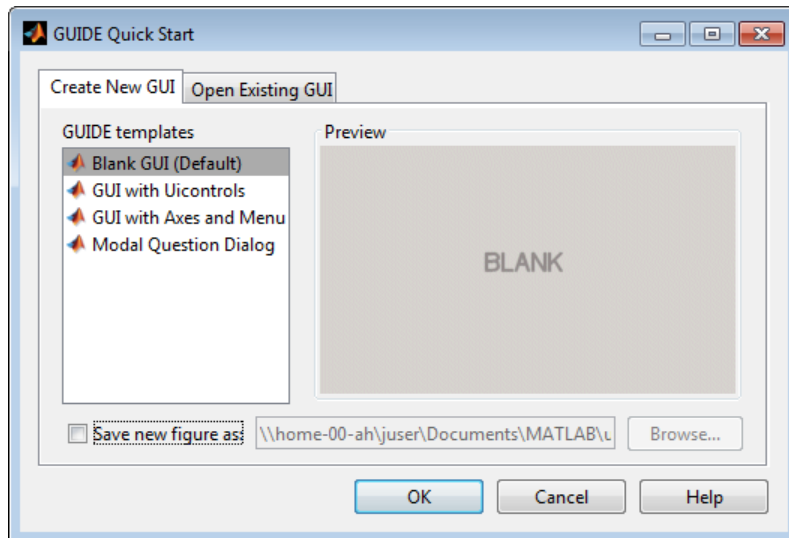 GUIDE Quick Start
Create New GUI
Open Existing GUI
GUIDE templates
Blank GUI (Default)
GUI with Uicontrols
GUI with Axes and Menu
Modal Question Dialog
Preview
BLANK
Save new figure as: \\home-00-ah\juser\Documents\MATLAB\u Browse...
OK Cancel Help